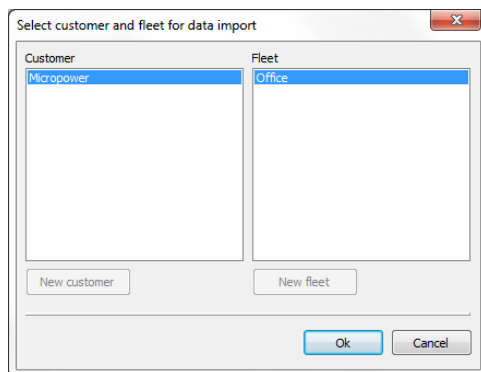 Select customer and fleet for data import
Customer
Fleet
Micropower
Office
New customer
New fleet
Ok
Cancel